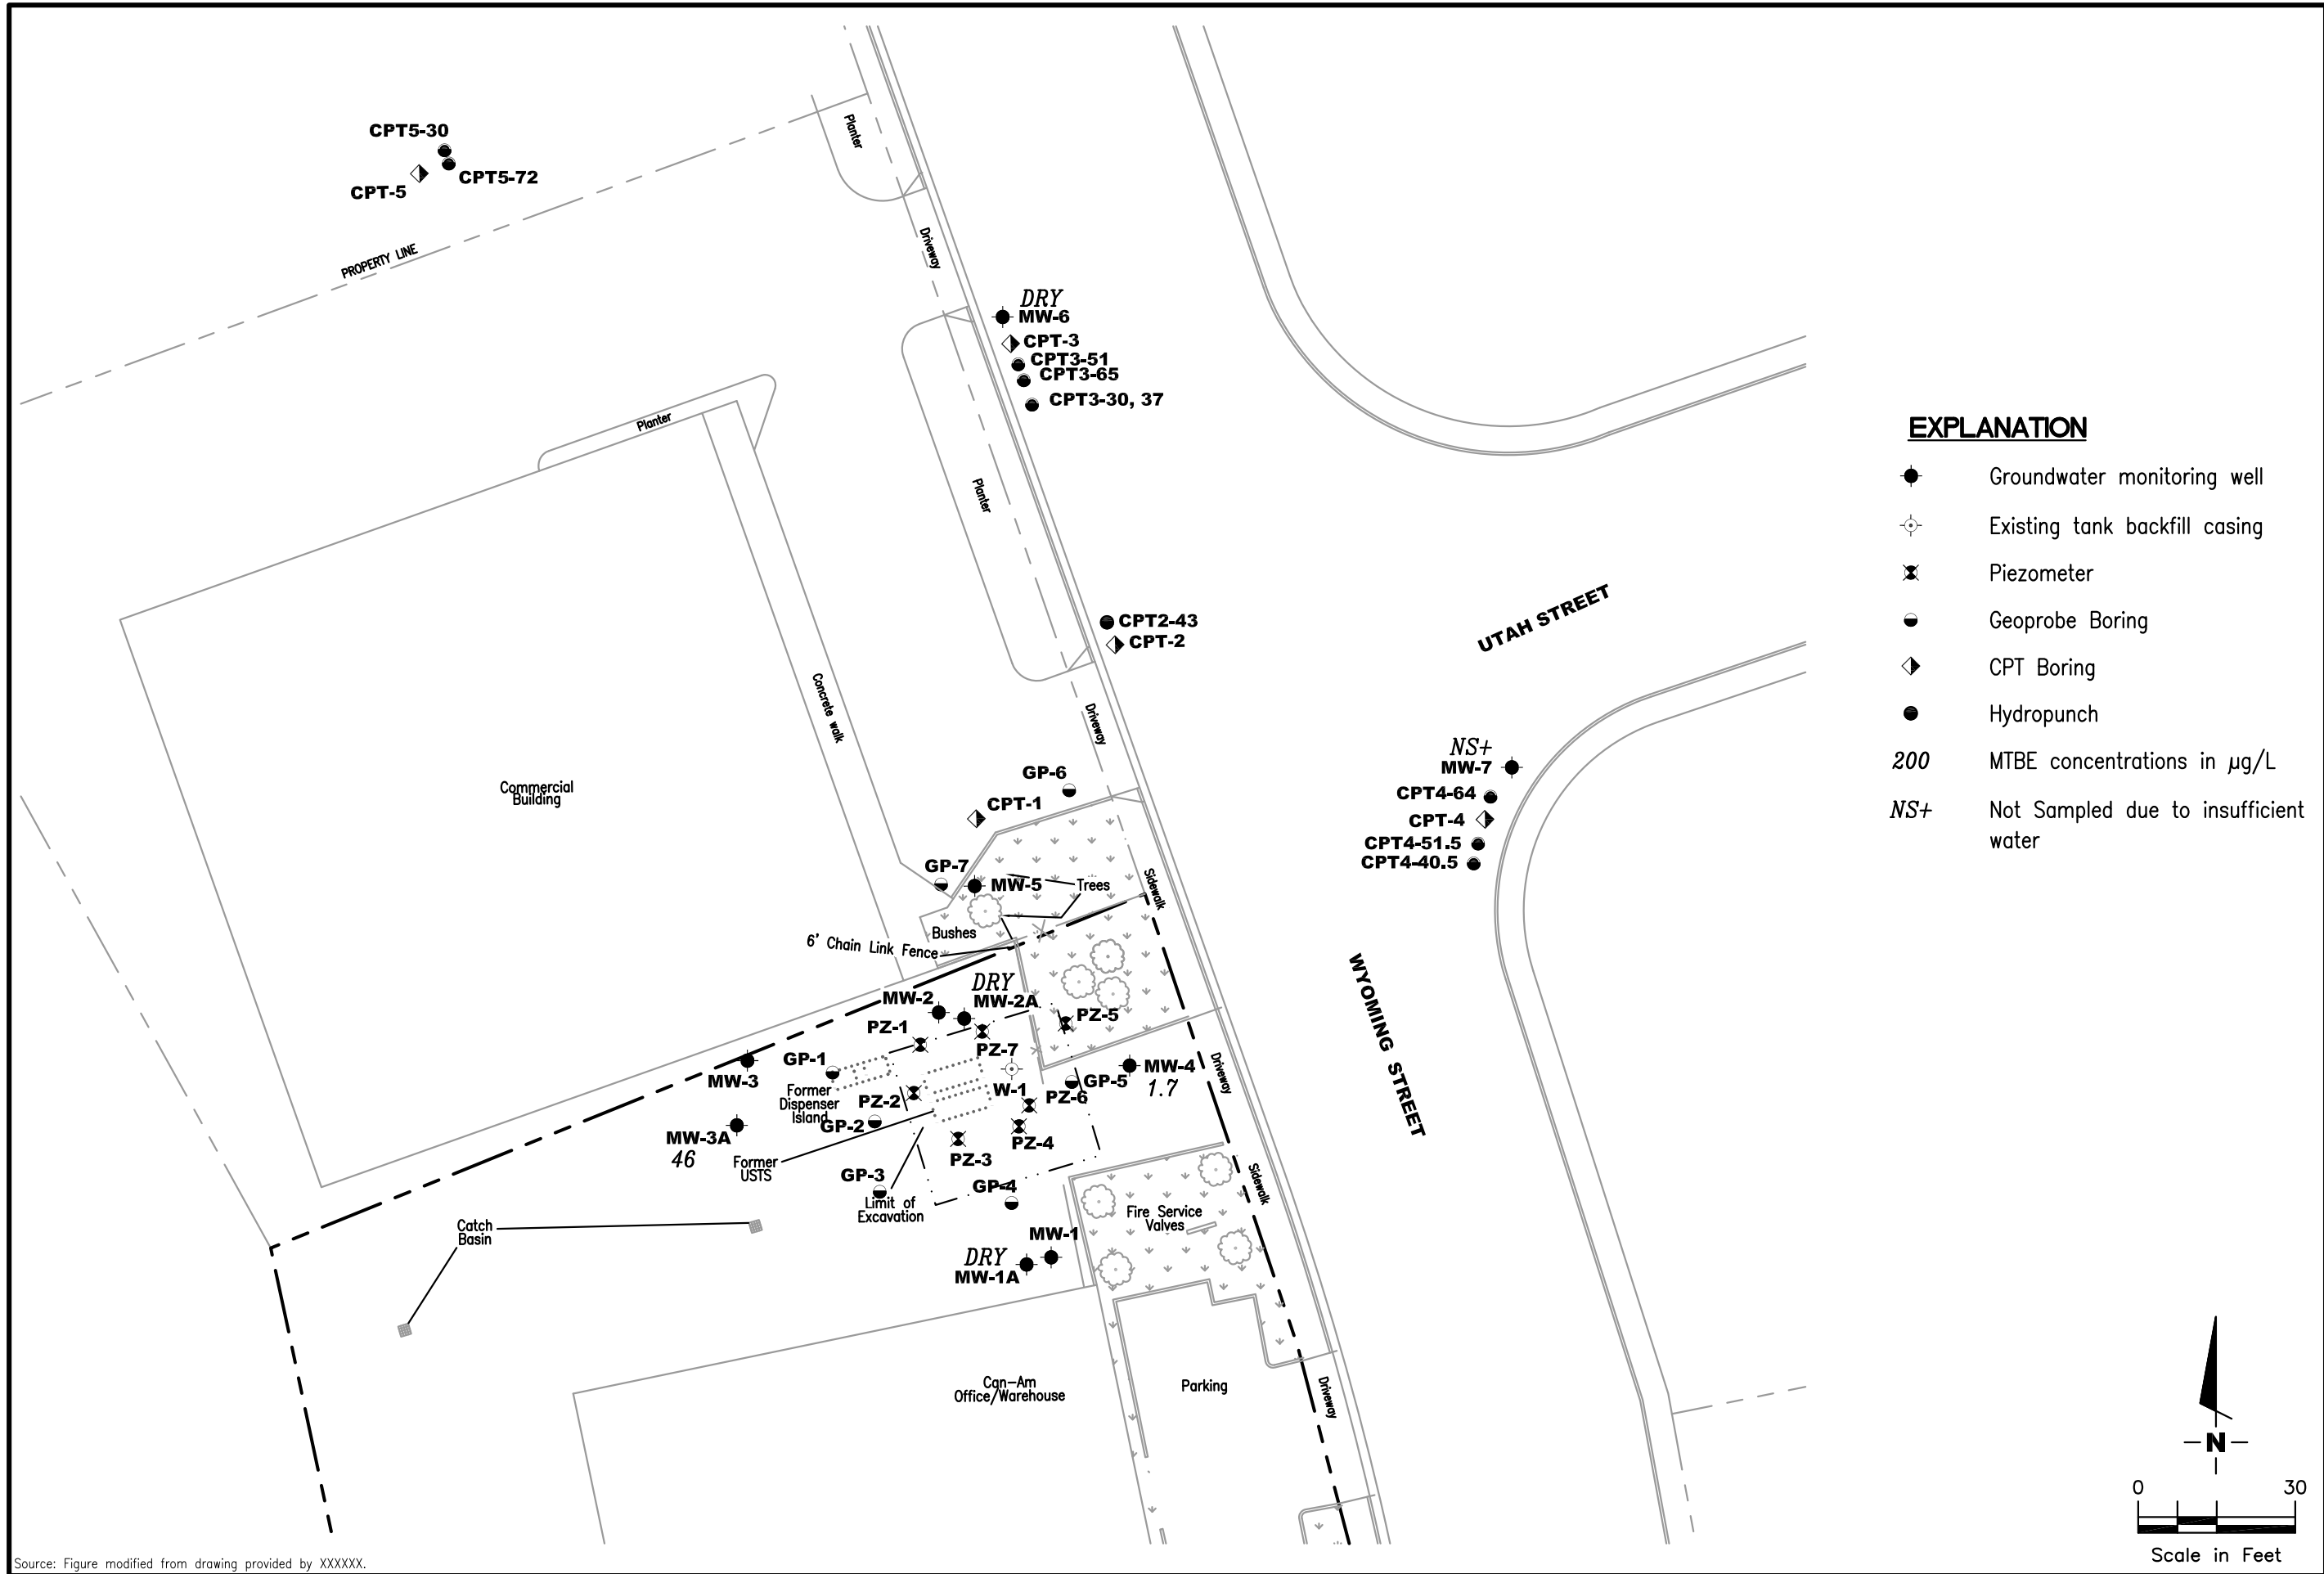 CPT5-30
CPT5-72
CPT-5
PROPERTY LINE
Planter
Driveway
DRY
MW-6
CPT-3
CPT3-51
CPT3-65
CPT3-30, 37
Planter
Planter
EXPLANATION
Groundwater monitoring well
Existing tank backfill casing
Piezometer
Geoprobe Boring
CPT Boring
Hydropunch
200 MTBE concentrations in µg/L
NS+ Not Sampled due to insufficient
water
CPT2-43
CPT-2
UTAH STREET
Concrete walk
Driveway
Commercial
Building
NS+
MW-7
CPT4-64
CPT-4
CPT4-51.5
CPT4-40.5
GP-6
CPT-1
GP-7
MW-5
Trees
Sidewalk
Bushes
6' Chain Link Fence
WYOMING STREET
DRY
MW-2
MW-2A
PZ-1
PZ-5
PZ-7
GP-1
MW-3
MW-4
1.7
Driveway
GP-5
W-1
PZ-6
PZ-2
Former
Dispenser
Island
GP-2
MW-3A
46
PZ-4
PZ-3
Former
USTS
GP-3
GP-4
Limit of
Excavation
Sidewalk
Fire Service
Valves
Catch
Basin
MW-1
DRY
MW-1A
Can-Am
Office/Warehouse
Parking
Driveway
N
0 30
Scale in Feet
Source: Figure modified from drawing provided by XXXXXX.